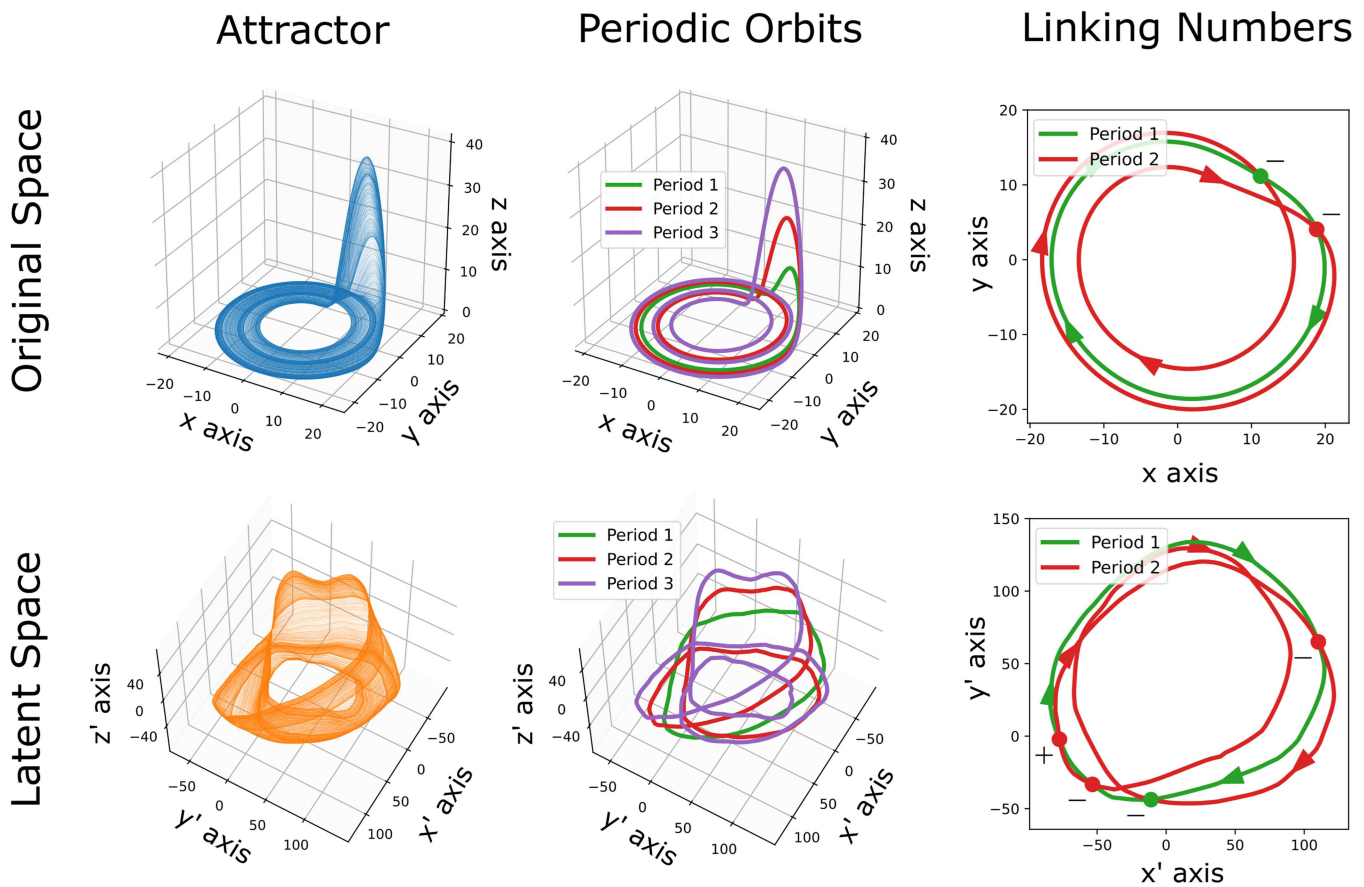 Attractor
Periodic Orbits
Linking Numbers
Original Space
40
30
20
10
0
z axis
−20
−10
0
10
20
x axis
−20
−10
0
10
20
y axis
Period 1
Period 2
Period 3
40
30
20
10
0
z axis
−20
−10
0
10
20
x axis
−20
−10
0
10
20
y axis
Period 1
Period 2
−
−
20
10
0
−10
−20
y axis
−20
−10
0
10
20
x axis
Latent Space
40
0
−40
z' axis
−50
0
50
100
y' axis
−50
0
50
100
x' axis
Period 1
Period 2
Period 3
40
0
−40
z' axis
−50
0
50
100
y' axis
−50
0
50
100
x' axis
Period 1
Period 2
−
+
−
−
150
100
50
0
−50
y' axis
−50
0
50
100
x' axis